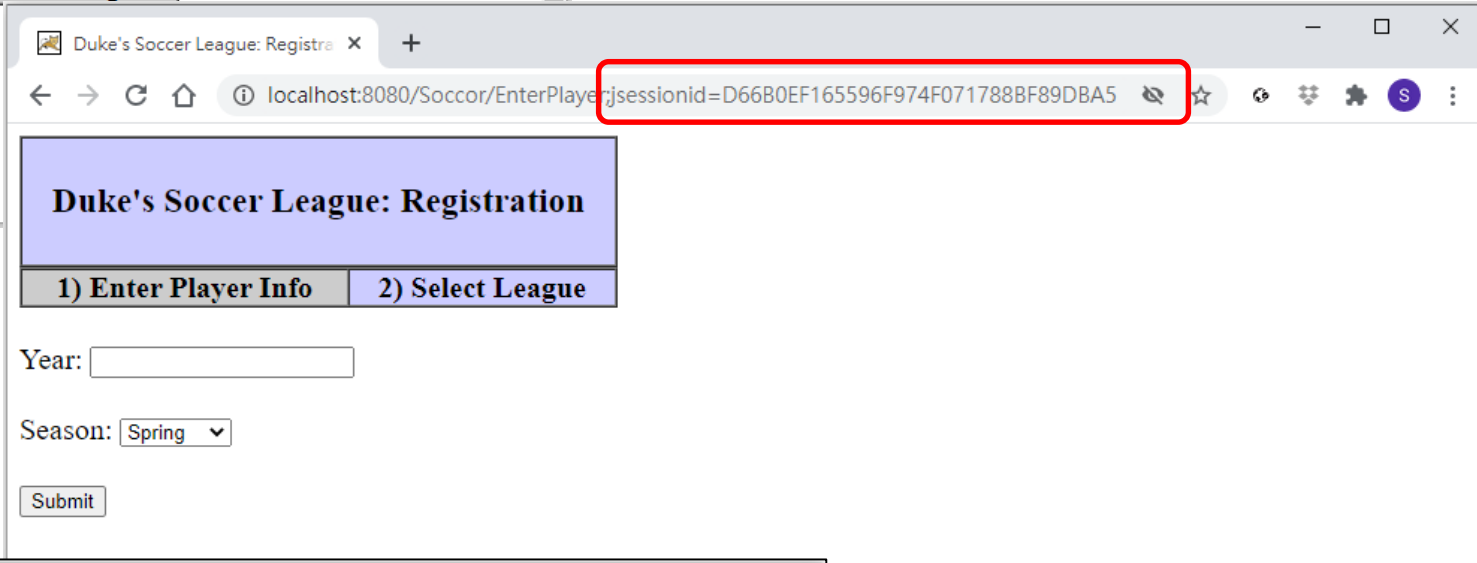 Duke's Soccer League: Registra
localhost:8080/Soccor/EnterPlayer;jsessionid=D66B0EF165596F974F071788BF89DBA5
S
Duke's Soccer League: Registration
1) Enter Player Info 2) Select League
Year:
Season: Spring
Submit